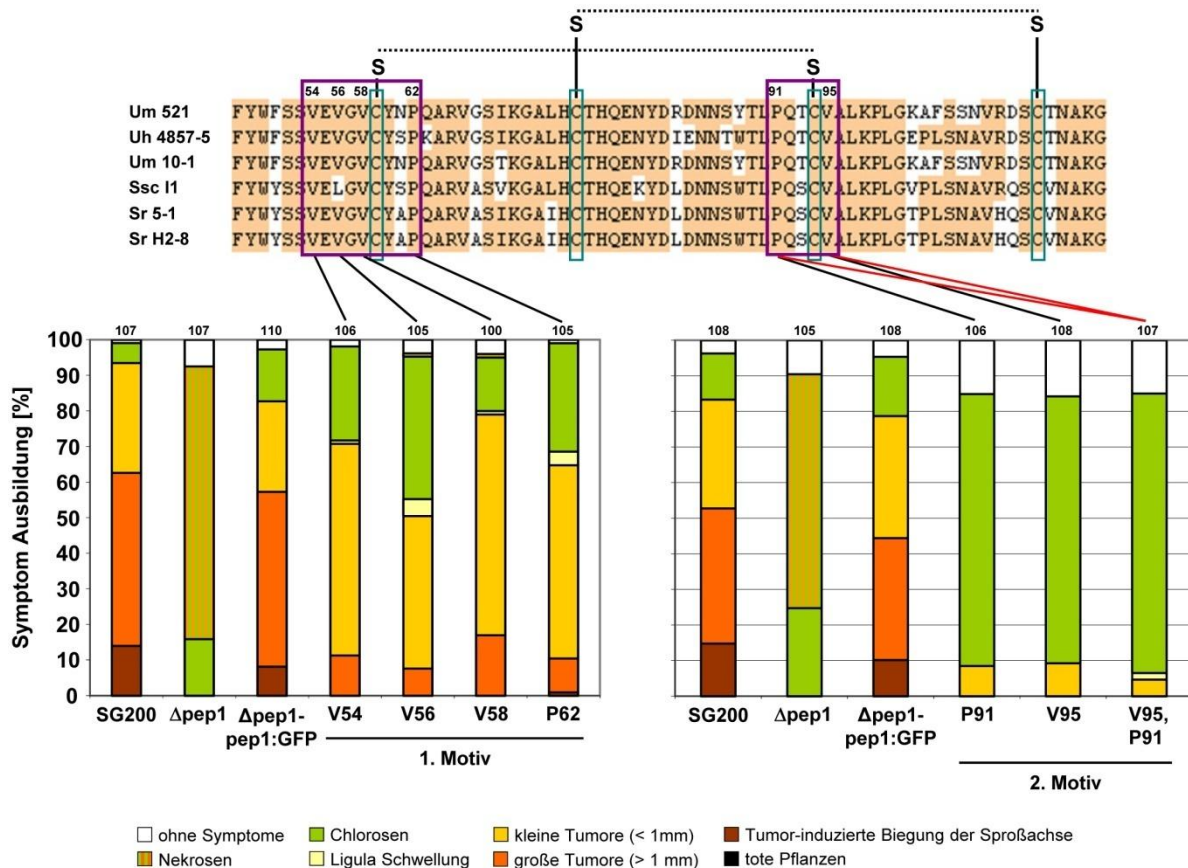 S S
S S
54 56 58 62 91 95
Um 521 FYWFSSVEVGVCYNPQARVGSIKGALHCTHQENYDRDNNSYTLPQTCVALKPLGKAFSSNVRDSCTNAKG
Uh 4857-5 FYWFSSVEVGVCYSPKARVGSIKGALHCTHQENYDIENNTWTLPQTCVALKPLGEPLSNAVRDSCTNAKG
Um 10-1 FYWFSSVEVGVCYNPQARVGSTKGALHCTHQENYDRDNNSYTLPQTCVALKPLGKAFSSNVRDSCTNAKG
Ssc I1 FYWYSSVELGVCYSPQARVASVKGALHCTHQEKYDLDNNSWTLPQSCVALKPLGVPLSNAVRQSCVNAKG
Sr 5-1 FYWYSSVEVGVCYAPQARVASIKGAIHCTHQENYDLDNNSWTLPQSCVALKPLGTPLSNAVHQSCVNAKG
Sr H2-8 FYWYSSVEVGVCYAPQARVASIKGAIHCTHQENYDLDNNSWTLPQSCVALKPLGTPLSNAVHQSCVNAKG
Symptom Ausbildung [%]
107 107 110 106 105 100 105
100
90
80
70
60
50
40
30
20
10
0
SG200 Δpep1 Δpep1-pep1:GFP V54 V56 V58 P62
1. Motiv
108 105 108 106 108 107
SG200 Δpep1 Δpep1-pep1:GFP P91 V95 V95, P91
2. Motiv
ohne Symptome Chlorosen kleine Tumore (< 1mm) Tumor-induzierte Biegung der Sproßachse
Nekrosen Ligula Schwellung große Tumore (> 1 mm) tote Pflanzen